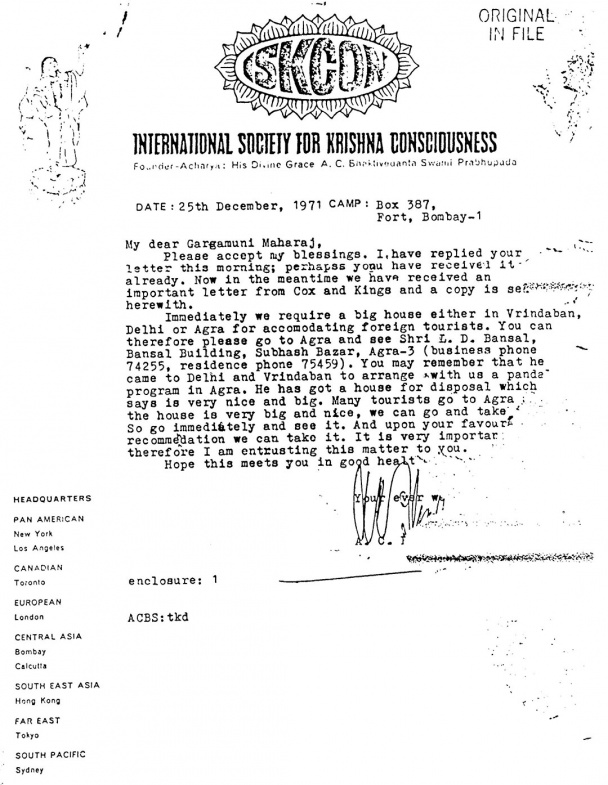 ORIGINAL
IN FILE
ISKCON
INTERNATIONAL SOCIETY FOR KRISHNA CONSCIOUSNESS
Founder-Acharya: His Divine Grace A. C. Bhaktivedanta Swami Prabhupada
DATE: 25th December, 1971 CAMP: Box 387,
Fort, Bombay-1
My dear Gargamuni Maharaj,
Please accept my blessings. I have replied your
letter this morning; perhapss yonu have received it
already. Now in the meantime we have received an
important letter from Cox and Kings and a copy is
herewith.
Immediately we require a big house either in Vrindaban,
Delhi or Agra for accomodating foreign tourists. You can
therefore please go to Agra and see Shri L. D. Bansal,
Bansal Building, Subhash Bazar, Agra-3 (business phone
74255, residence phone 75459). You may remember that he
came to Delhi and Vrindaban to arrange with us a panda-
program in Agra. He has got a house for disposal which
says is very nice and big. Many tourists go to Agra
the house is very big and nice, we can go and take
So go immediately and see it. And upon your favour
recommedation we can take it. It is very importan
therefore I am entrusting this matter to you.
Hope this meets you in good healt
Your ever w
A. C.
HEADQUARTERS
PAN AMERICAN
New York
Los Angeles
CANADIAN
Toronto
enclosure: 1
EUROPEAN
London
ACBS:tkd
CENTRAL ASIA
Bombay
Calcutta
SOUTH EAST ASIA
Hong Kong
FAR EAST
Tokyo
SOUTH PACIFIC
Sydney